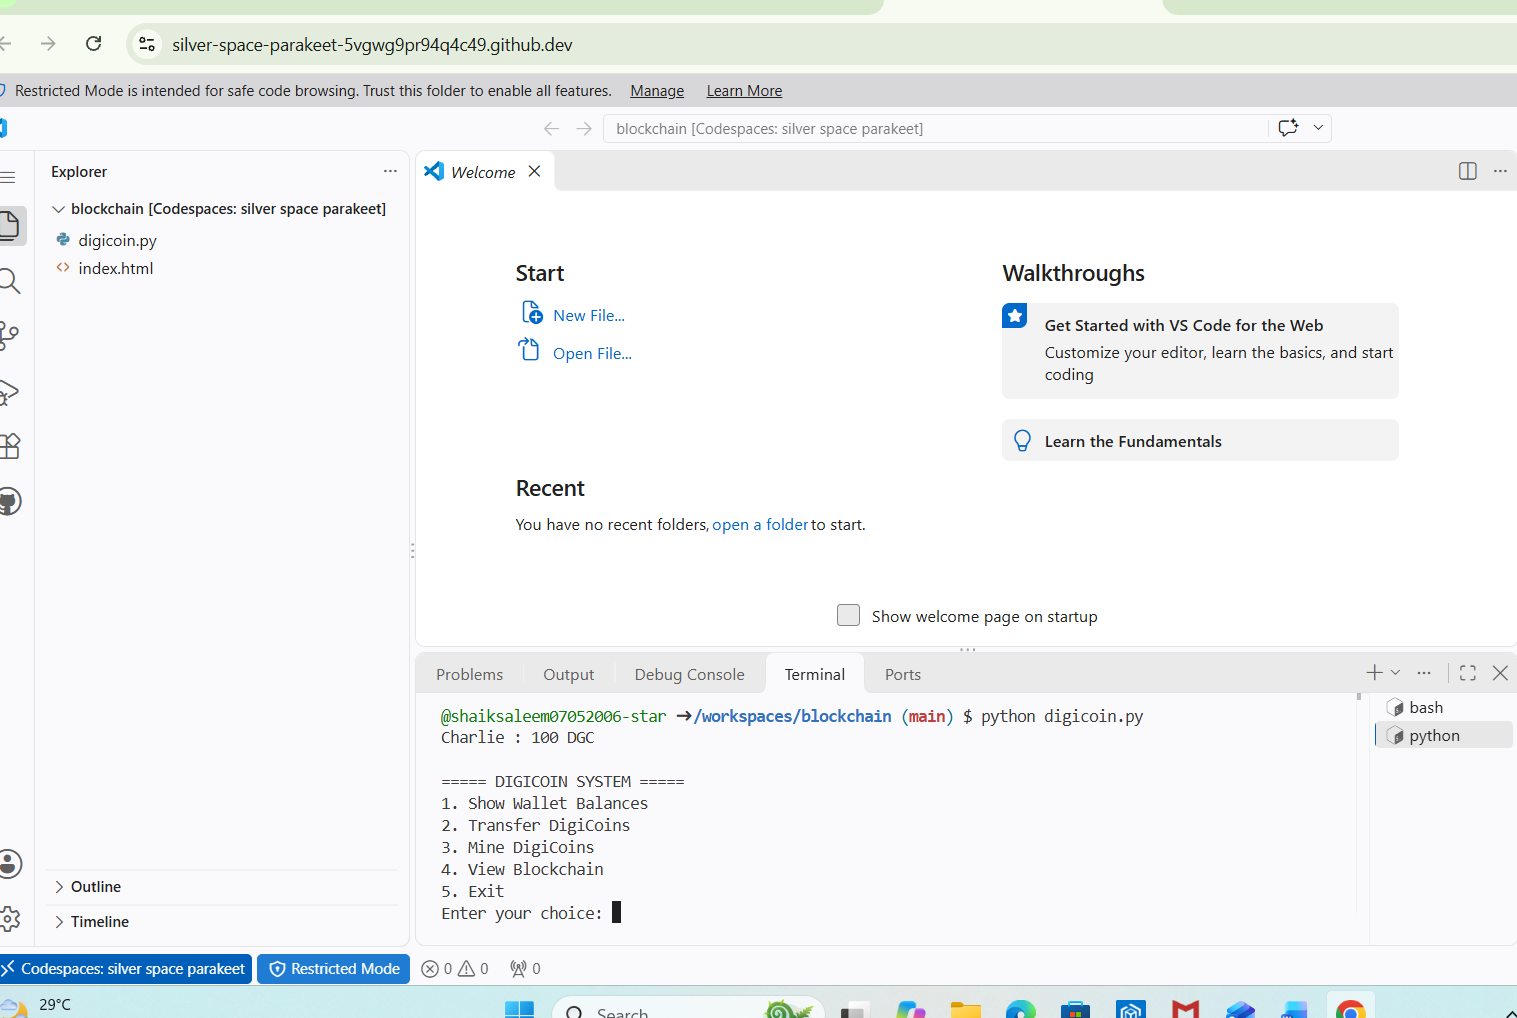 silver-space-parakeet-5vgwg9pr94q4c49.github.dev
Restricted Mode is intended for safe code browsing. Trust this folder to enable all features. Manage Learn More
blockchain [Codespaces: silver space parakeet]
Explorer
blockchain [Codespaces: silver space parakeet]
digicoin.py
index.html
Outline
Timeline
Welcome
Start
New File...
Open File...
Recent
You have no recent folders, open a folder to start.
Walkthroughs
Get Started with VS Code for the Web
Customize your editor, learn the basics, and start
coding
Learn the Fundamentals
Show welcome page on startup
Problems Output Debug Console Terminal Ports
@shaiksaleem07052006-star ➜/workspaces/blockchain (main) $ python digicoin.py
Charlie : 100 DGC
===== DIGICOIN SYSTEM =====
1. Show Wallet Balances
2. Transfer DigiCoins
3. Mine DigiCoins
4. View Blockchain
5. Exit
Enter your choice:
bash
python
Codespaces: silver space parakeet Restricted Mode 0 0 0
29°C
Search